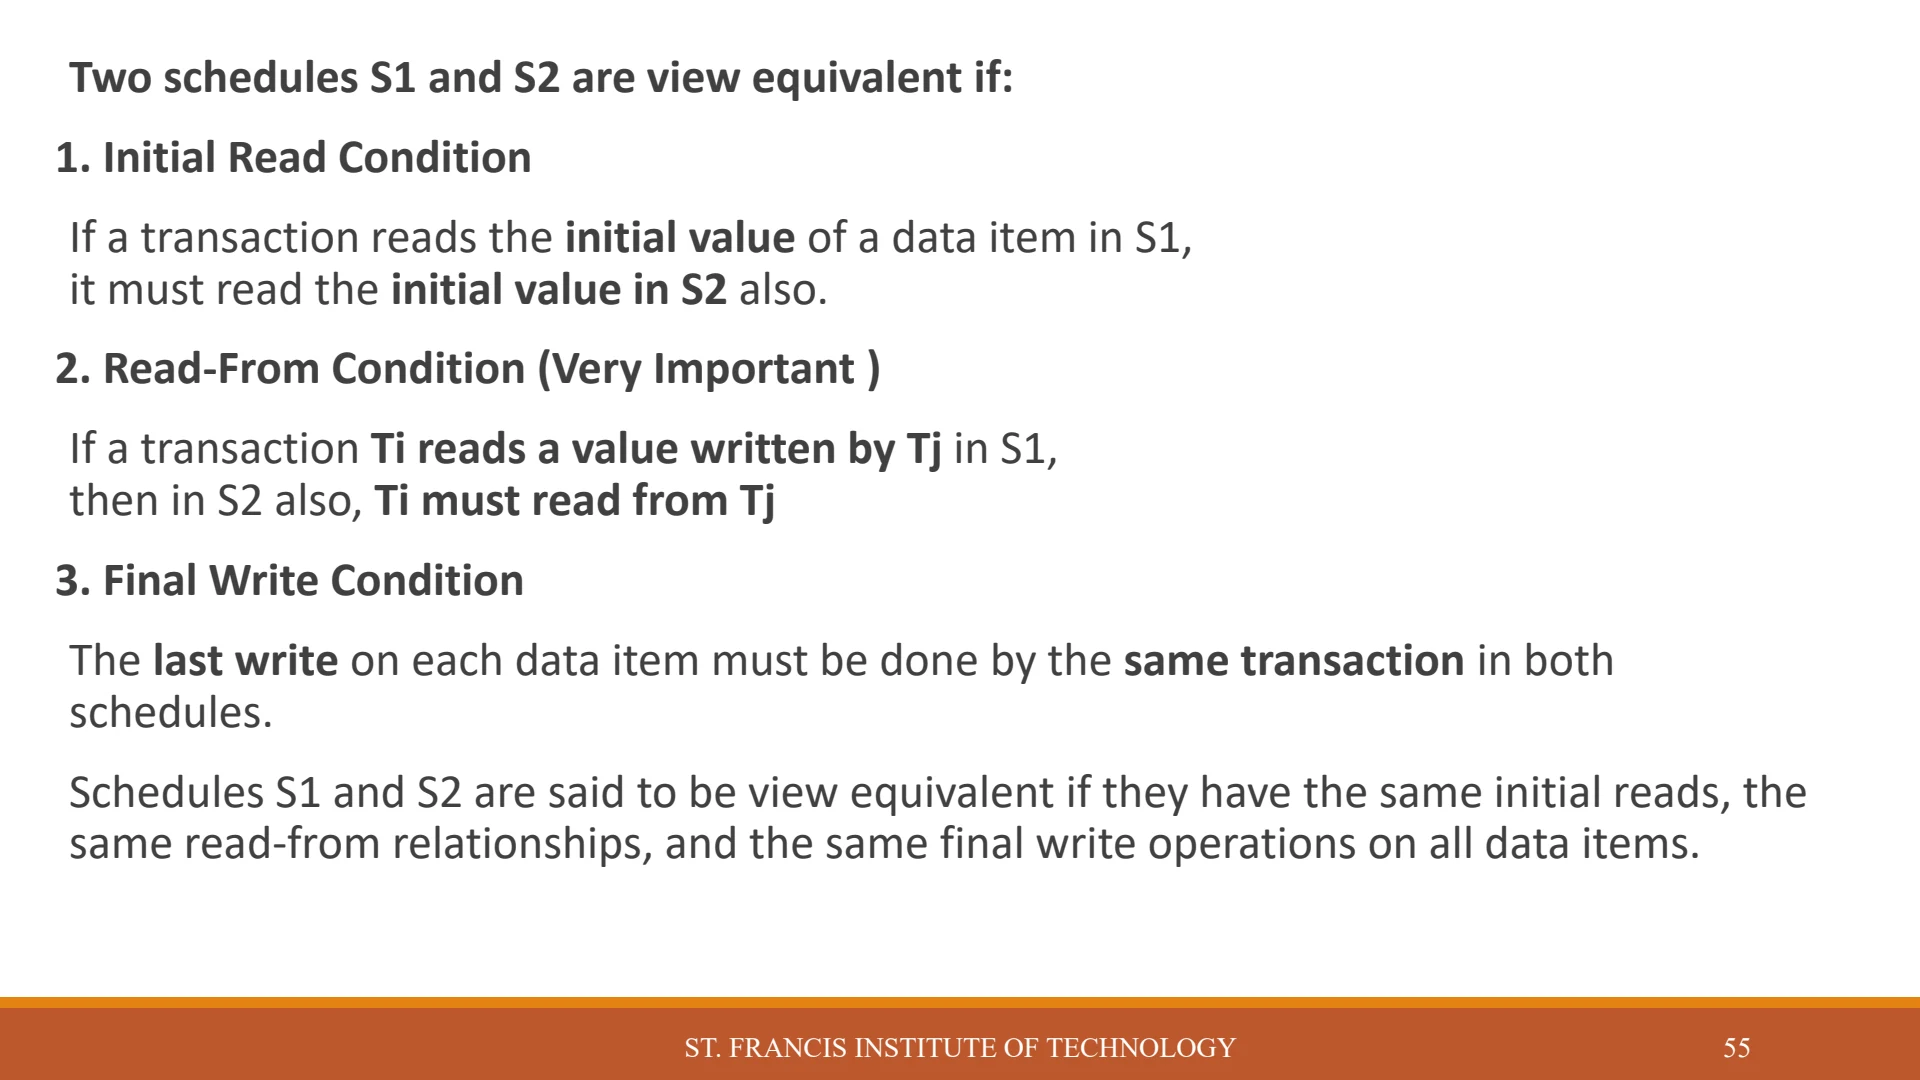 Two schedules S1 and S2 are view equivalent if:
1. Initial Read Condition
If a transaction reads the initial value of a data item in S1,
it must read the initial value in S2 also.
2. Read-From Condition (Very Important )
If a transaction Ti reads a value written by Tj in S1,
then in S2 also, Ti must read from Tj
3. Final Write Condition
The last write on each data item must be done by the same transaction in both
schedules.
Schedules S1 and S2 are said to be view equivalent if they have the same initial reads, the
same read-from relationships, and the same final write operations on all data items.
ST. FRANCIS INSTITUTE OF TECHNOLOGY
55